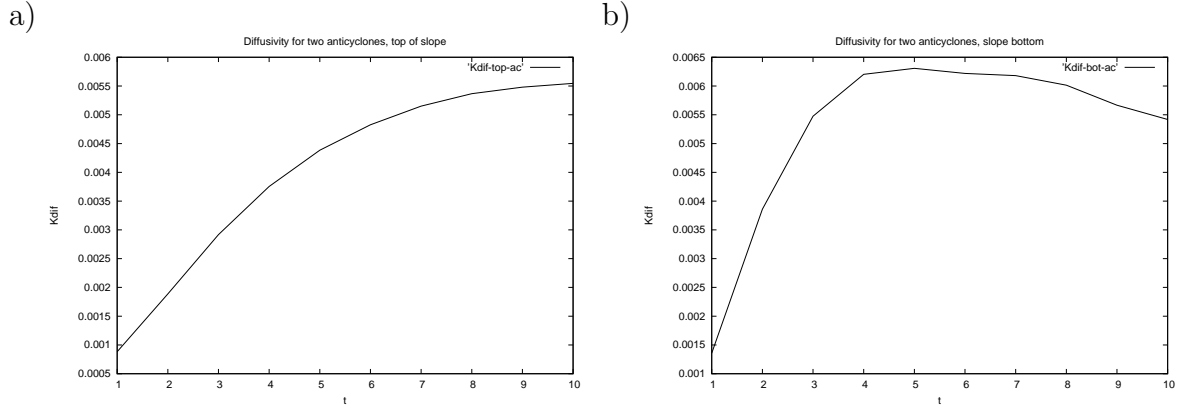 a)
Diffusivity for two anticyclones, top of slope
0.006
0.0055
0.005
0.0045
0.004
0.0035
0.003
0.0025
0.002
0.0015
0.001
0.0005
Kdif
'Kdif-top-ac'
1 2 3 4 5 6 7 8 9 10
t
b)
Diffusivity for two anticyclones, slope bottom
0.0065
0.006
0.0055
0.005
0.0045
0.004
0.0035
0.003
0.0025
0.002
0.0015
0.001
Kdif
'Kdif-bot-ac'
1 2 3 4 5 6 7 8 9 10
t